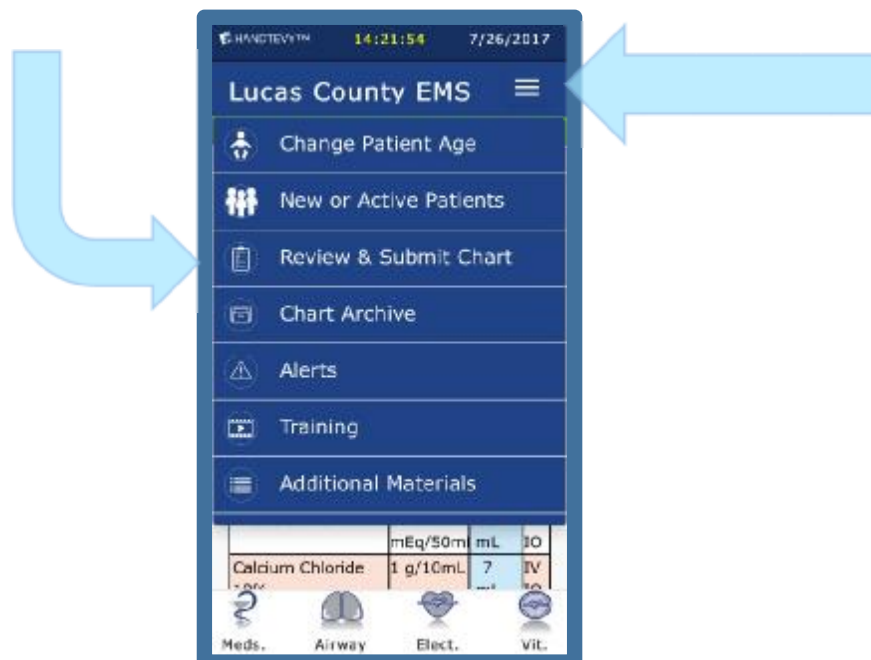 HANDTEVY™ 14:21:54 7/26/2017
Lucas County EMS
Change Patient Age
New or Active Patients
Review & Submit Chart
Chart Archive
Alerts
Training
Additional Materials
mEq/50ml mL IO
Calcium Chloride 1 g/10mL 7 IV
Meds. Airway Elect. Vit.